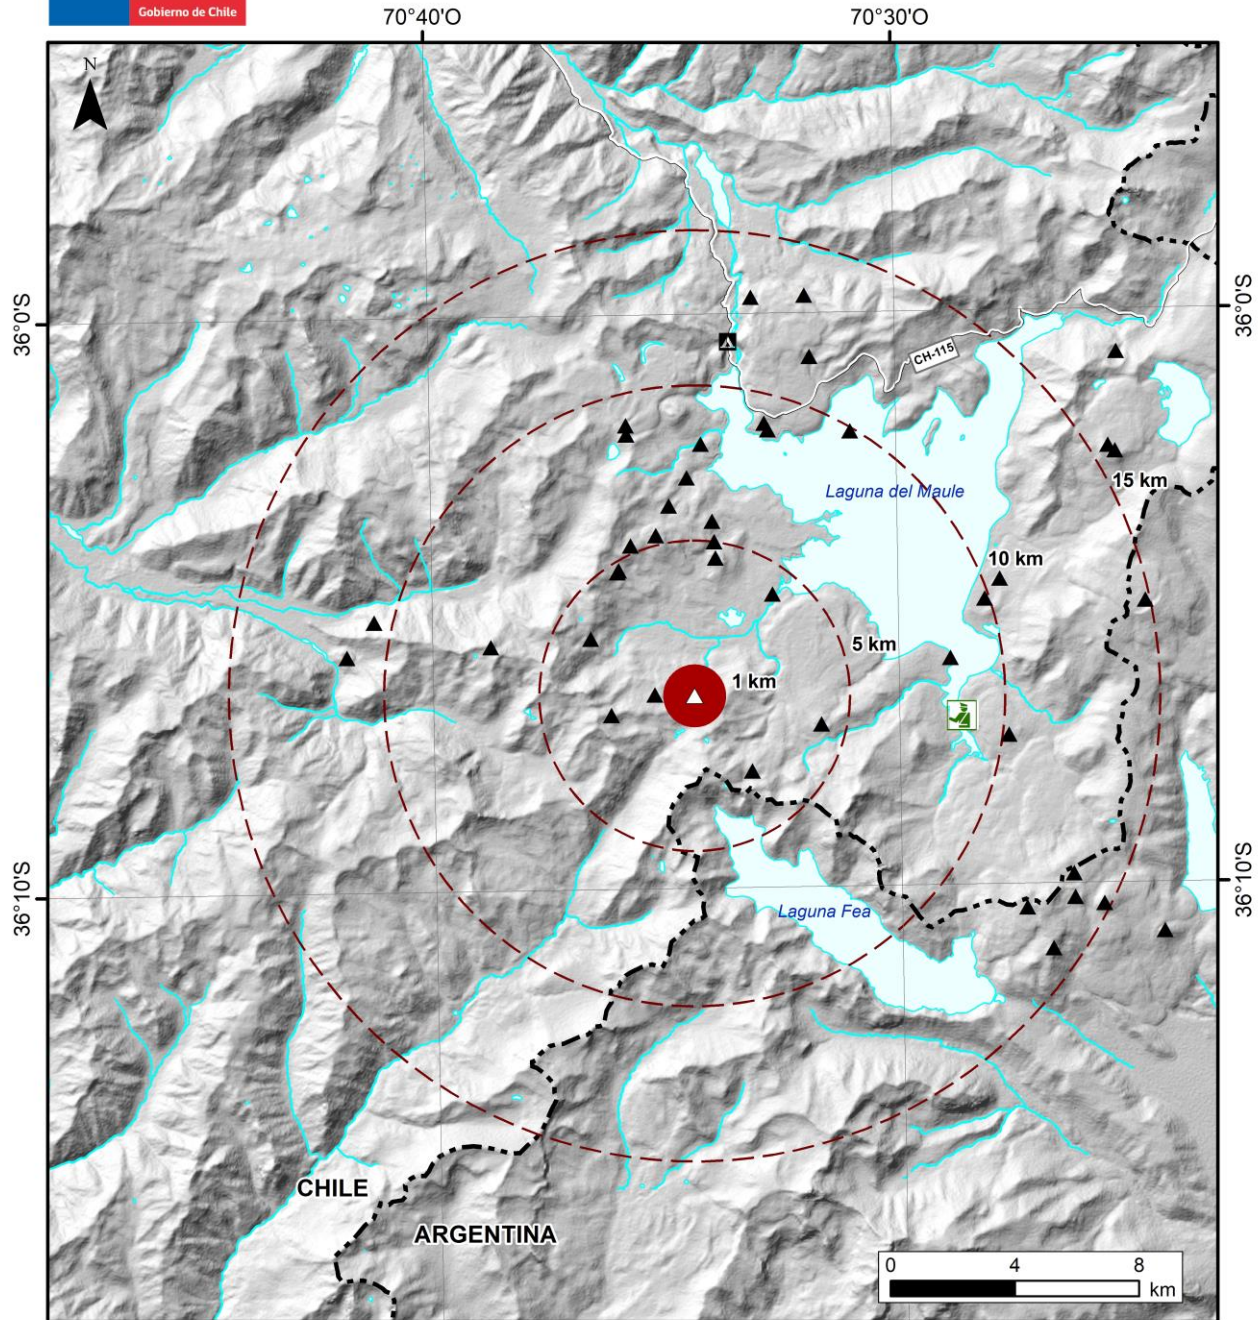 Gobierno de Chile
70°40'O
70°30'O
N
36°0'S
36°0'S
CH-115
Laguna del Maule
15 km
10 km
5 km
1 km
36°10'S
36°10'S
Laguna Fea
CHILE
ARGENTINA
0 4 8
km